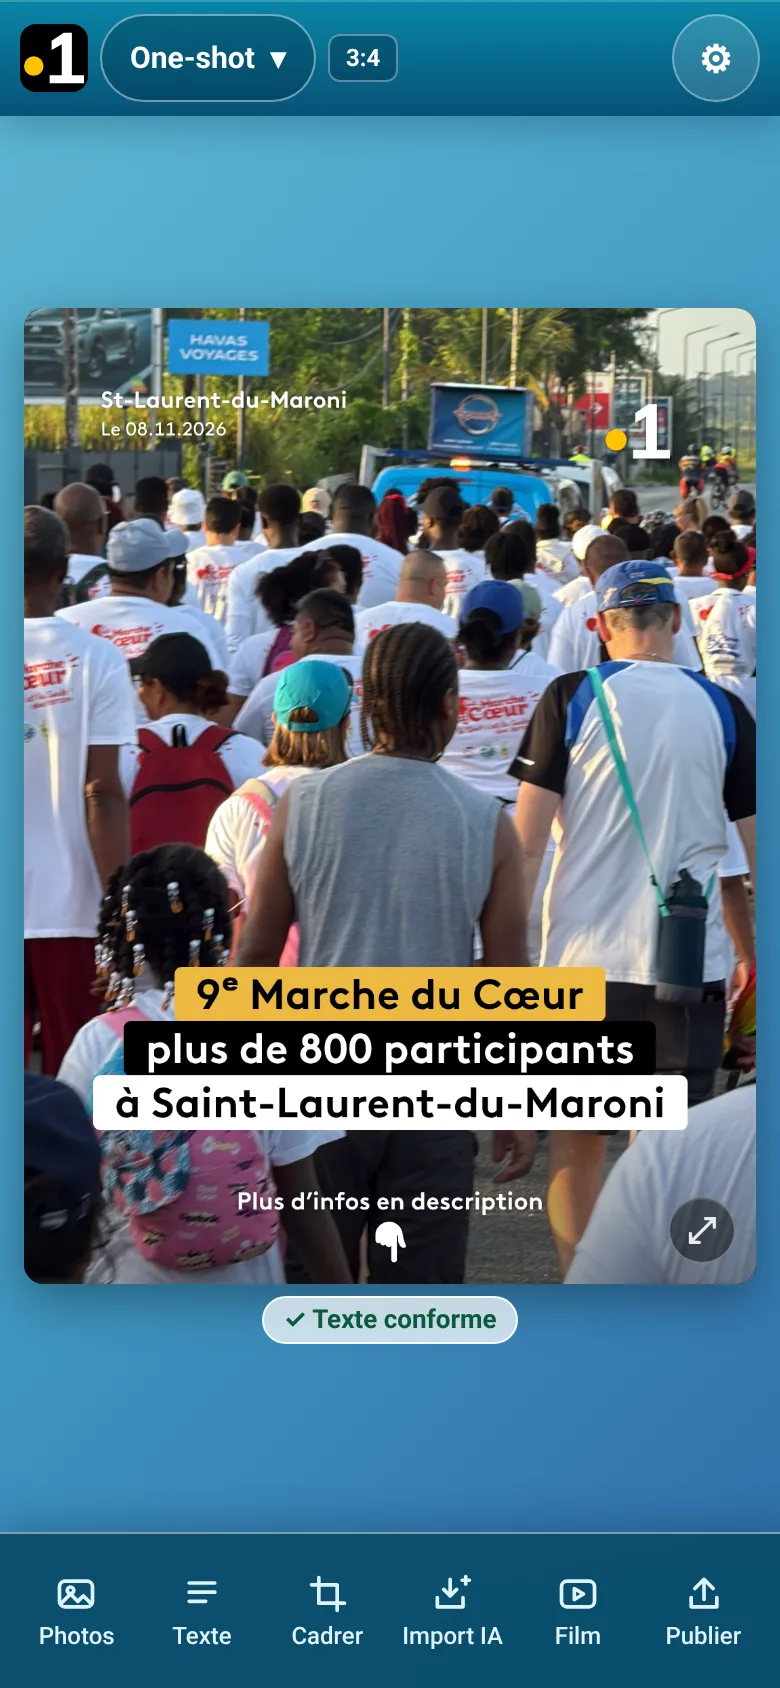 .1
One-shot ▼
3:4
HAVAS
VOYAGES
St-Laurent-du-Maroni
Le 08.11.2026
.1
Marche
Cœur
9e Marche du Cœur
plus de 800 participants
à Saint-Laurent-du-Maroni
Plus d’infos en description
✓ Texte conforme
Photos
Texte
Cadrer
Import IA
Film
Publier